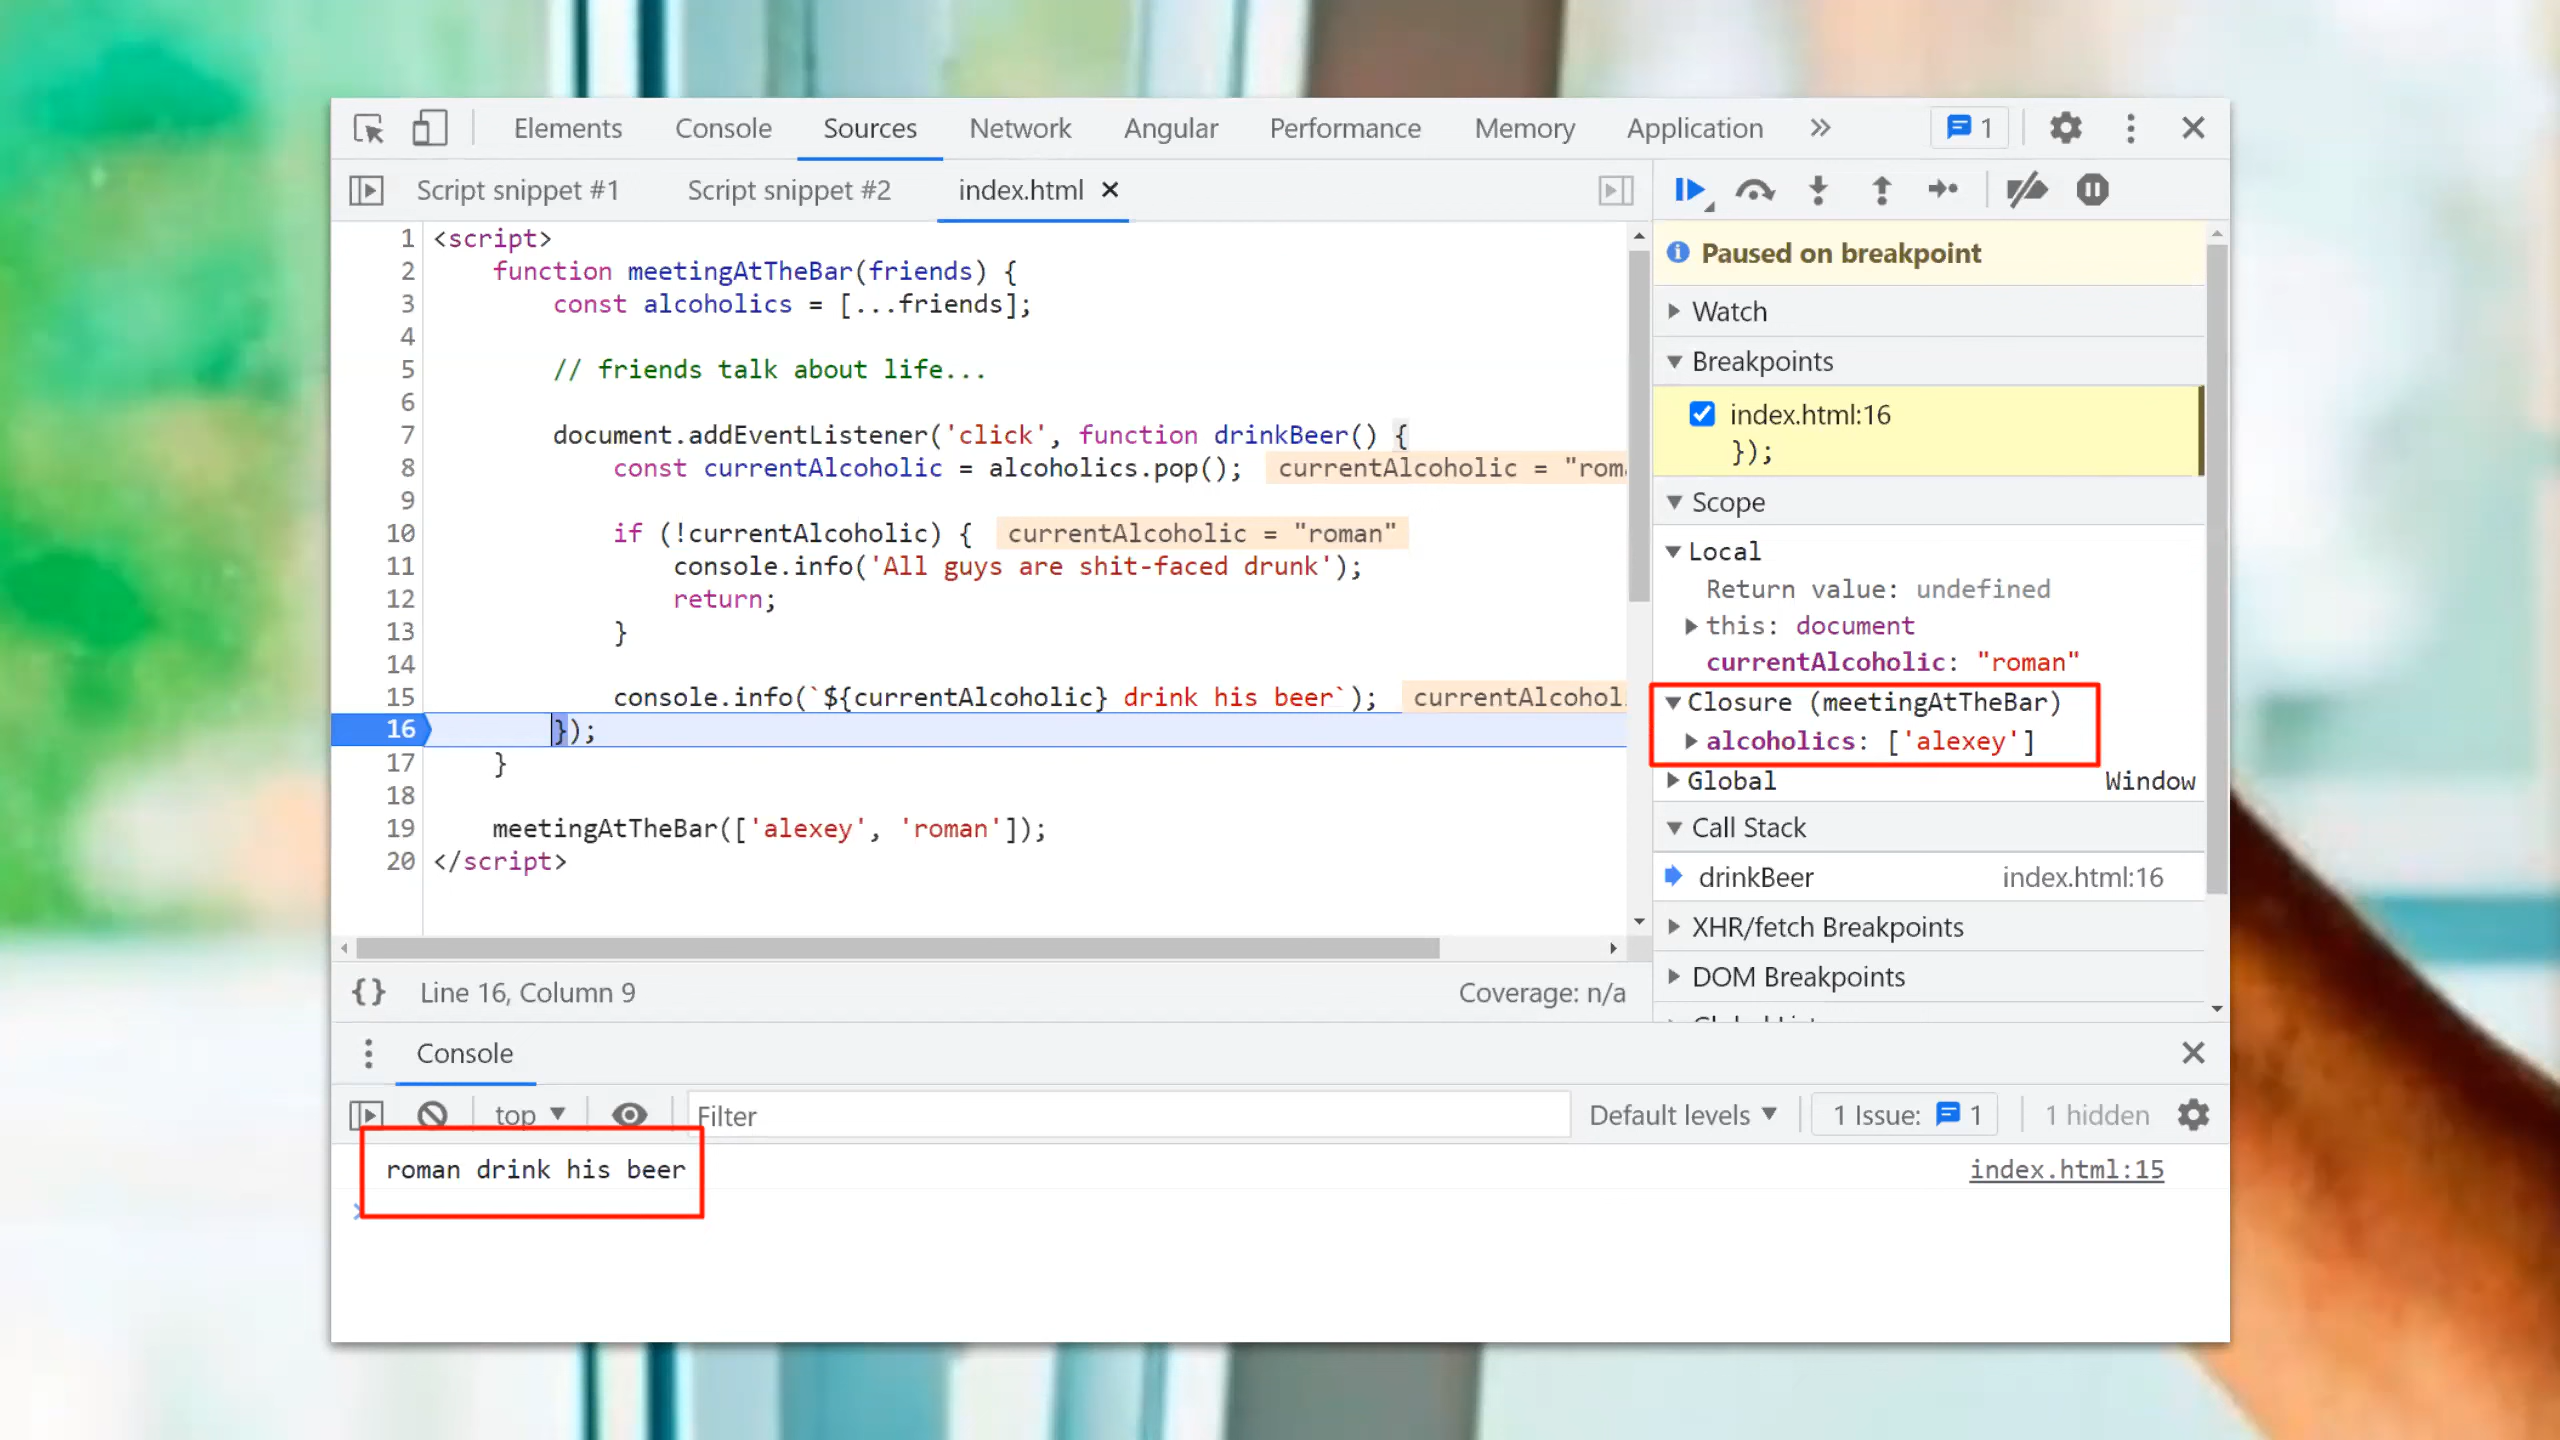 Elements Console Sources Network Angular Performance Memory Application » 1
Script snippet #1 Script snippet #2 index.html ×
1 <script>
2 function meetingAtTheBar(friends) {
3 const alcoholics = [...friends];
4
5 // friends talk about life...
6
7 document.addEventListener('click', function drinkBeer() {
8 const currentAlcoholic = alcoholics.pop(); currentAlcoholic = "rom
9
10 if (!currentAlcoholic) { currentAlcoholic = "roman"
11 console.info('All guys are shit-faced drunk');
12 return;
13 }
14
15 console.info(`${currentAlcoholic} drink his beer`); currentAlcohol
16 });
17 }
18
19 meetingAtTheBar(['alexey', 'roman']);
20 </script>
{} Line 16, Column 9 Coverage: n/a
Paused on breakpoint
Watch
Breakpoints
index.html:16
});
Scope
Local
Return value: undefined
this: document
currentAlcoholic: "roman"
Closure (meetingAtTheBar)
alcoholics: ['alexey']
Global Window
Call Stack
drinkBeer index.html:16
XHR/fetch Breakpoints
DOM Breakpoints
Console
top Filter Default levels 1 Issue: 1 1 hidden
roman drink his beer index.html:15